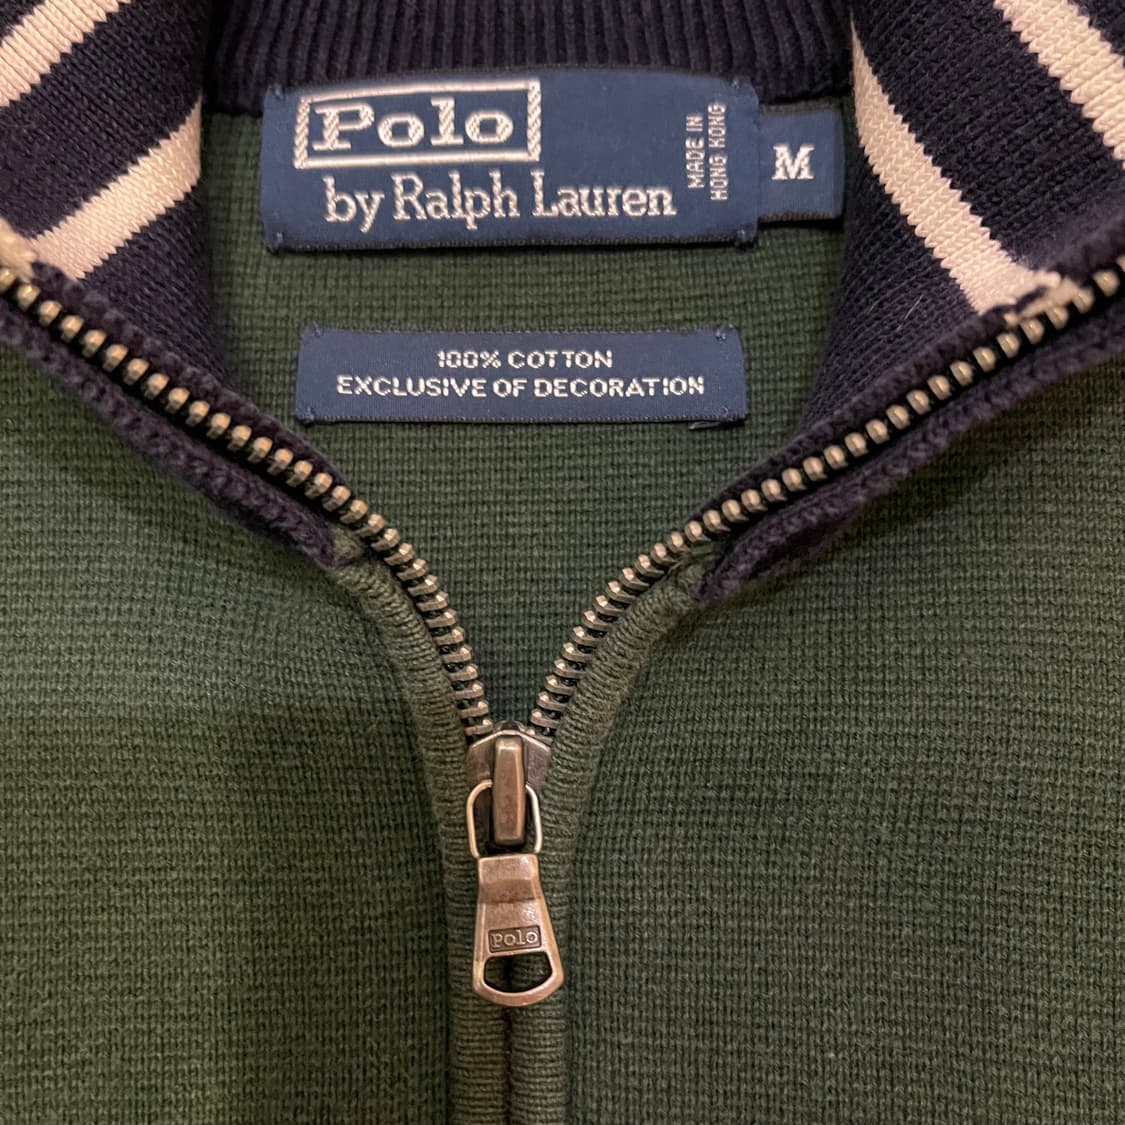 Polo
by Ralph Lauren
MADE IN
HONG KONG
M
100% COTTON
EXCLUSIVE OF DECORATION
Polo